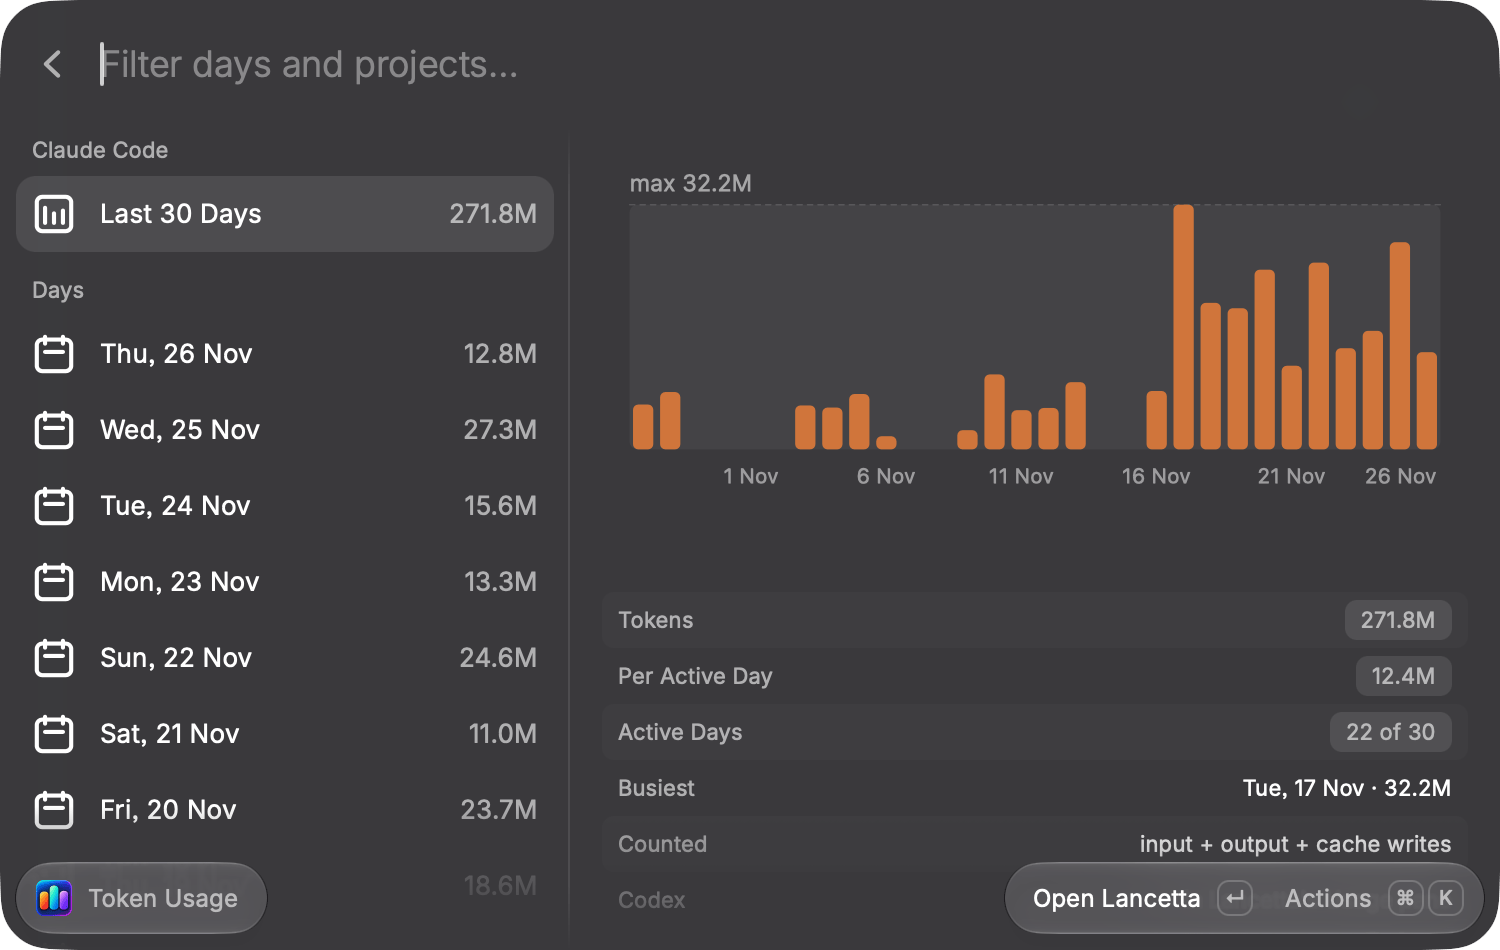 Filter days and projects...
Claude Code
Last 30 Days 271.8M
Days
Thu, 26 Nov 12.8M
Wed, 25 Nov 27.3M
Tue, 24 Nov 15.6M
Mon, 23 Nov 13.3M
Sun, 22 Nov 24.6M
Sat, 21 Nov 11.0M
Fri, 20 Nov 23.7M
18.6M
Token Usage
max 32.2M
1 Nov 6 Nov 11 Nov 16 Nov 21 Nov 26 Nov
Tokens 271.8M
Per Active Day 12.4M
Active Days 22 of 30
Busiest Tue, 17 Nov · 32.2M
Counted input + output + cache writes
Codex
Open Lancetta ↵ Actions ⌘ K